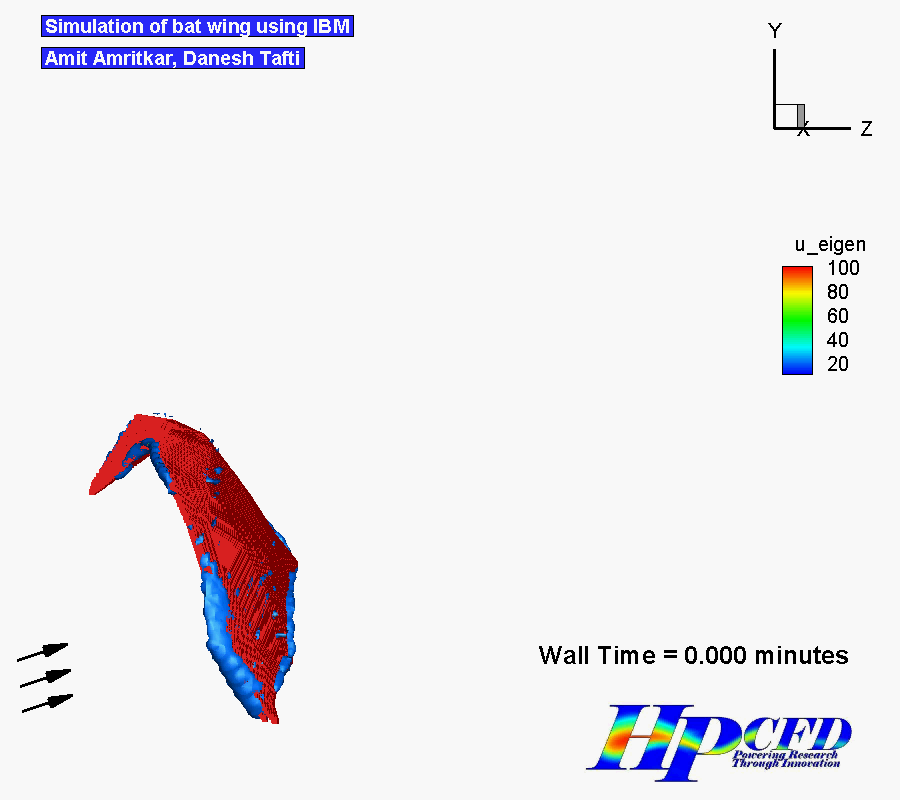 Simulation of bat wing using IBM
Amit Amritkar, Danesh Tafti
Y
X
Z
u_eigen
100
80
60
40
20
Wall Time = 0.000 minutes
HPCFD
Powering Research
Through Innovation